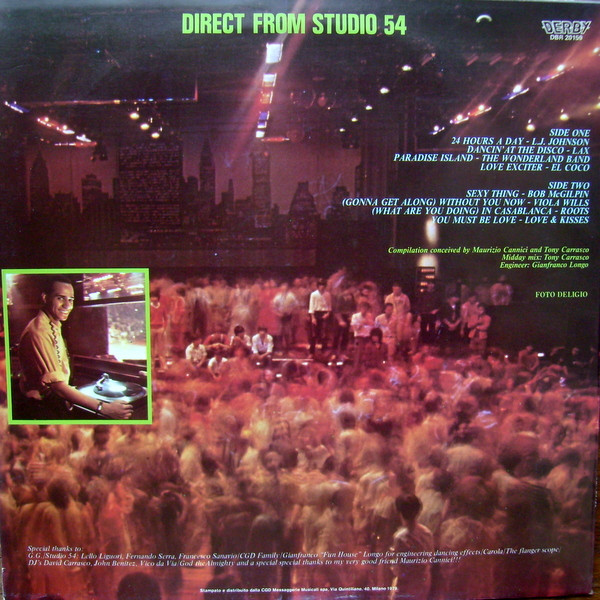 DIRECT FROM STUDIO 54
DERBY
DBR 20159
SIDE ONE
24 HOURS A DAY - L.J. JOHNSON
DANCIN' AT THE DISCO - LAX
PARADISE ISLAND - THE WONDERLAND BAND
LOVE EXCITER - EL COCO
SIDE TWO
SEXY THING - BOB McGILPIN
(GONNA GET ALONG) WITHOUT YOU NOW - VIOLA WILLS
(WHAT ARE YOU DOING) IN CASABLANCA - ROOTS
YOU MUST BE LOVE - LOVE & KISSES
Compilation conceived by Maurizio Cannici and Tony Carrasco
Midday mix: Tony Carrasco
Engineer: Gianfranco Longo
FOTO DELIGIO
Special thanks to:
G.G./Studio 54/ Lello Liguori, Fernando Serra, Francesco Sanavio/CGD Family/Gianfranco "Fun House" Longo for engineering dancing effects/Carola/The flanger scope/
DJ's David Carrasco, John Benitez, Vico da Via/God the Almighty and a special special thanks to my very good friend Maurizio Cannici!!!
Stampato e distribuito dalla CGD Messaggerie Musicali spa, Via Quintiliano, 40, Milano 1979